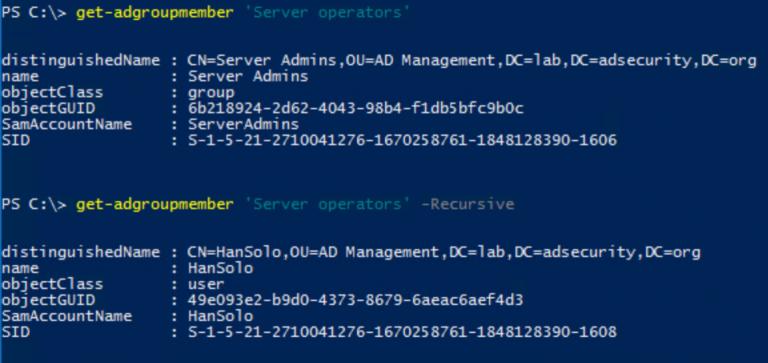 PS C:\> get-adgroupmember 'Server operators'
distinguishedName : CN=Server Admins,OU=AD Management,DC=lab,DC=adsecurity,DC=org
name : Server Admins
objectClass : group
objectGUID : 6b218924-2d62-4043-98b4-f1db5bfc9b0c
SamAccountName : ServerAdmins
SID : S-1-5-21-2710041276-1670258761-1848128390-1606
PS C:\> get-adgroupmember 'Server operators' -Recursive
distinguishedName : CN=HanSolo,OU=AD Management,DC=lab,DC=adsecurity,DC=org
name : HanSolo
objectClass : user
objectGUID : 49e093e2-b9d0-4373-8679-6aeac6aef4d3
SamAccountName : HanSolo
SID : S-1-5-21-2710041276-1670258761-1848128390-1608